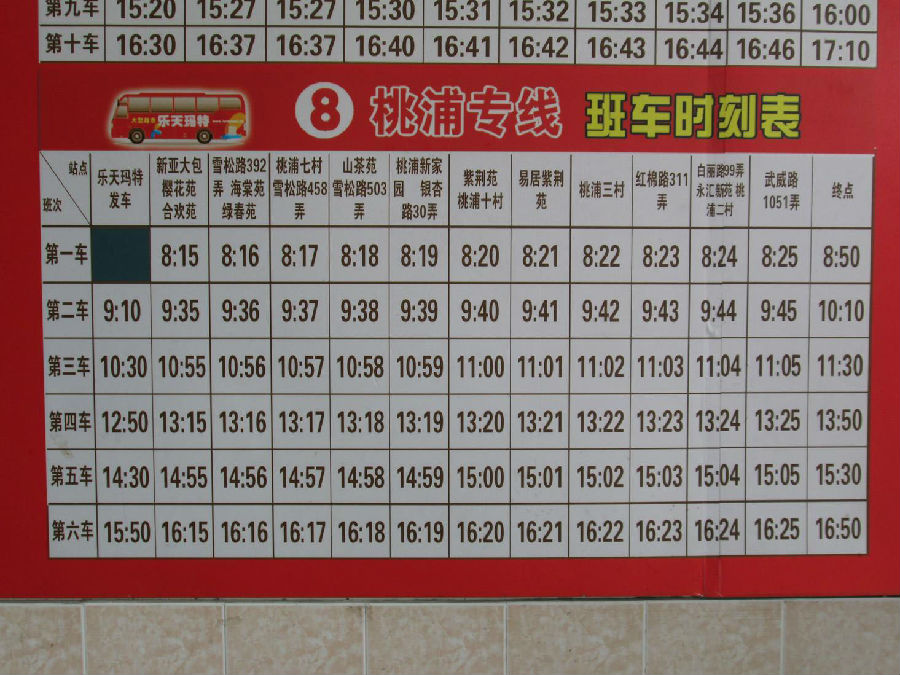 第九车 15:20 15:27 15:27 15:30 15:31 15:32 15:33 15:34 15:36 16:00
第十车 16:30 16:37 16:37 16:40 16:41 16:42 16:43 16:44 16:46 17:10
大型超市 乐天玛特
8 桃浦专线 班车时刻表
站点
班次
乐天玛特
发车
新亚大包
樱花苑
合欢苑
雪松路392
弄 海棠苑
绿春苑
桃浦七村
雪松路458
弄
山茶苑
雪松路503
弄
桃浦新家
园 银杏
路30弄
紫荆苑
桃浦十村
易居紫荆
苑
桃浦三村
红棉路311
弄
白丽路99弄
永汇新苑 桃
浦二村
武威路
1051弄
终点
第一车 8:15 8:16 8:17 8:18 8:19 8:20 8:21 8:22 8:23 8:24 8:25 8:50
第二车 9:10 9:35 9:36 9:37 9:38 9:39 9:40 9:41 9:42 9:43 9:44 9:45 10:10
第三车 10:30 10:55 10:56 10:57 10:58 10:59 11:00 11:01 11:02 11:03 11:04 11:05 11:30
第四车 12:50 13:15 13:16 13:17 13:18 13:19 13:20 13:21 13:22 13:23 13:24 13:25 13:50
第五车 14:30 14:55 14:56 14:57 14:58 14:59 15:00 15:01 15:02 15:03 15:04 15:05 15:30
第六车 15:50 16:15 16:16 16:17 16:18 16:19 16:20 16:21 16:22 16:23 16:24 16:25 16:50